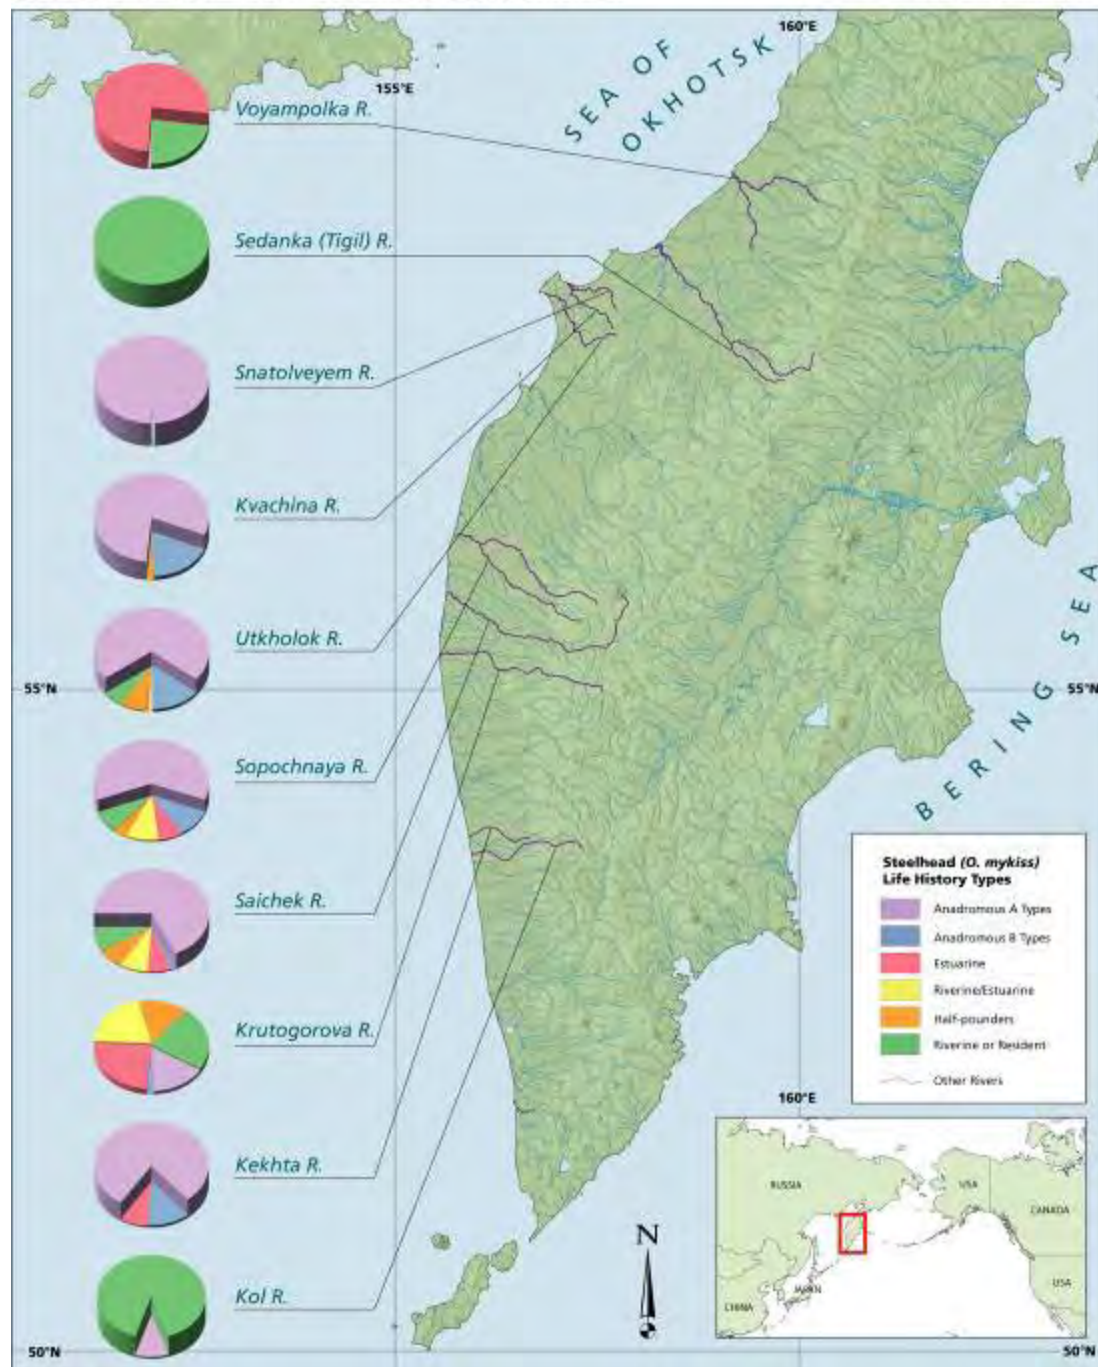 160°E
155°E
SEA OF
OKHOTSK
Voyampolka R.
Sedanka (Tigil) R.
Snatolveyem R.
Kvachina R.
Utkholok R.
55°N
55°N
Sopochnaya R.
BERING SEA
Saichek R.
Krutogorova R.
Kekhta R.
Kol R.
Steelhead (O. mykiss)
Life History Types
Anadromous A Types
Anadromous B Types
Estuarine
Riverine/Estuarine
Half-pounders
Riverine or Resident
Other Rivers
160°E
RUSSIA
USA
CANADA
USA
JAPAN
CHINA
N
50°N
50°N